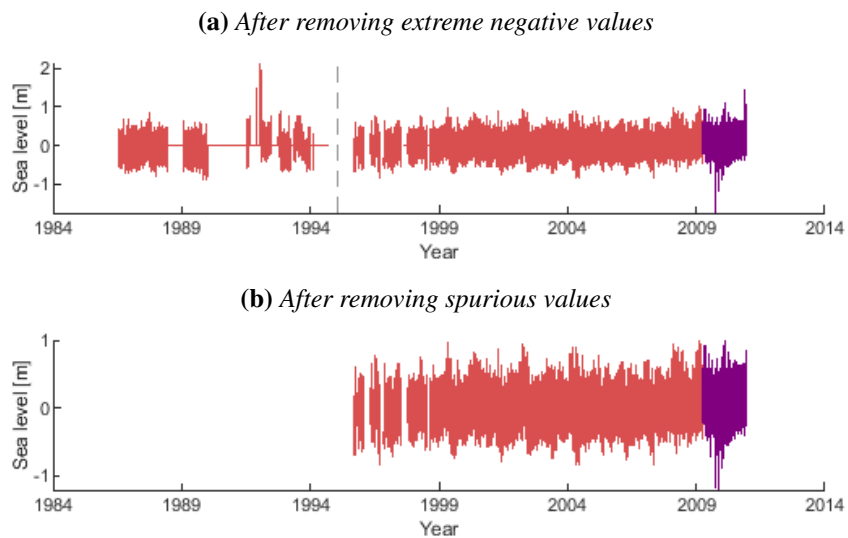 (a) After removing extreme negative values
Sea level [m]
2
1
0
-1
1984 1989 1994 1999 2004 2009 2014
Year
(b) After removing spurious values
Sea level [m]
1
0
-1
1984 1989 1994 1999 2004 2009 2014
Year